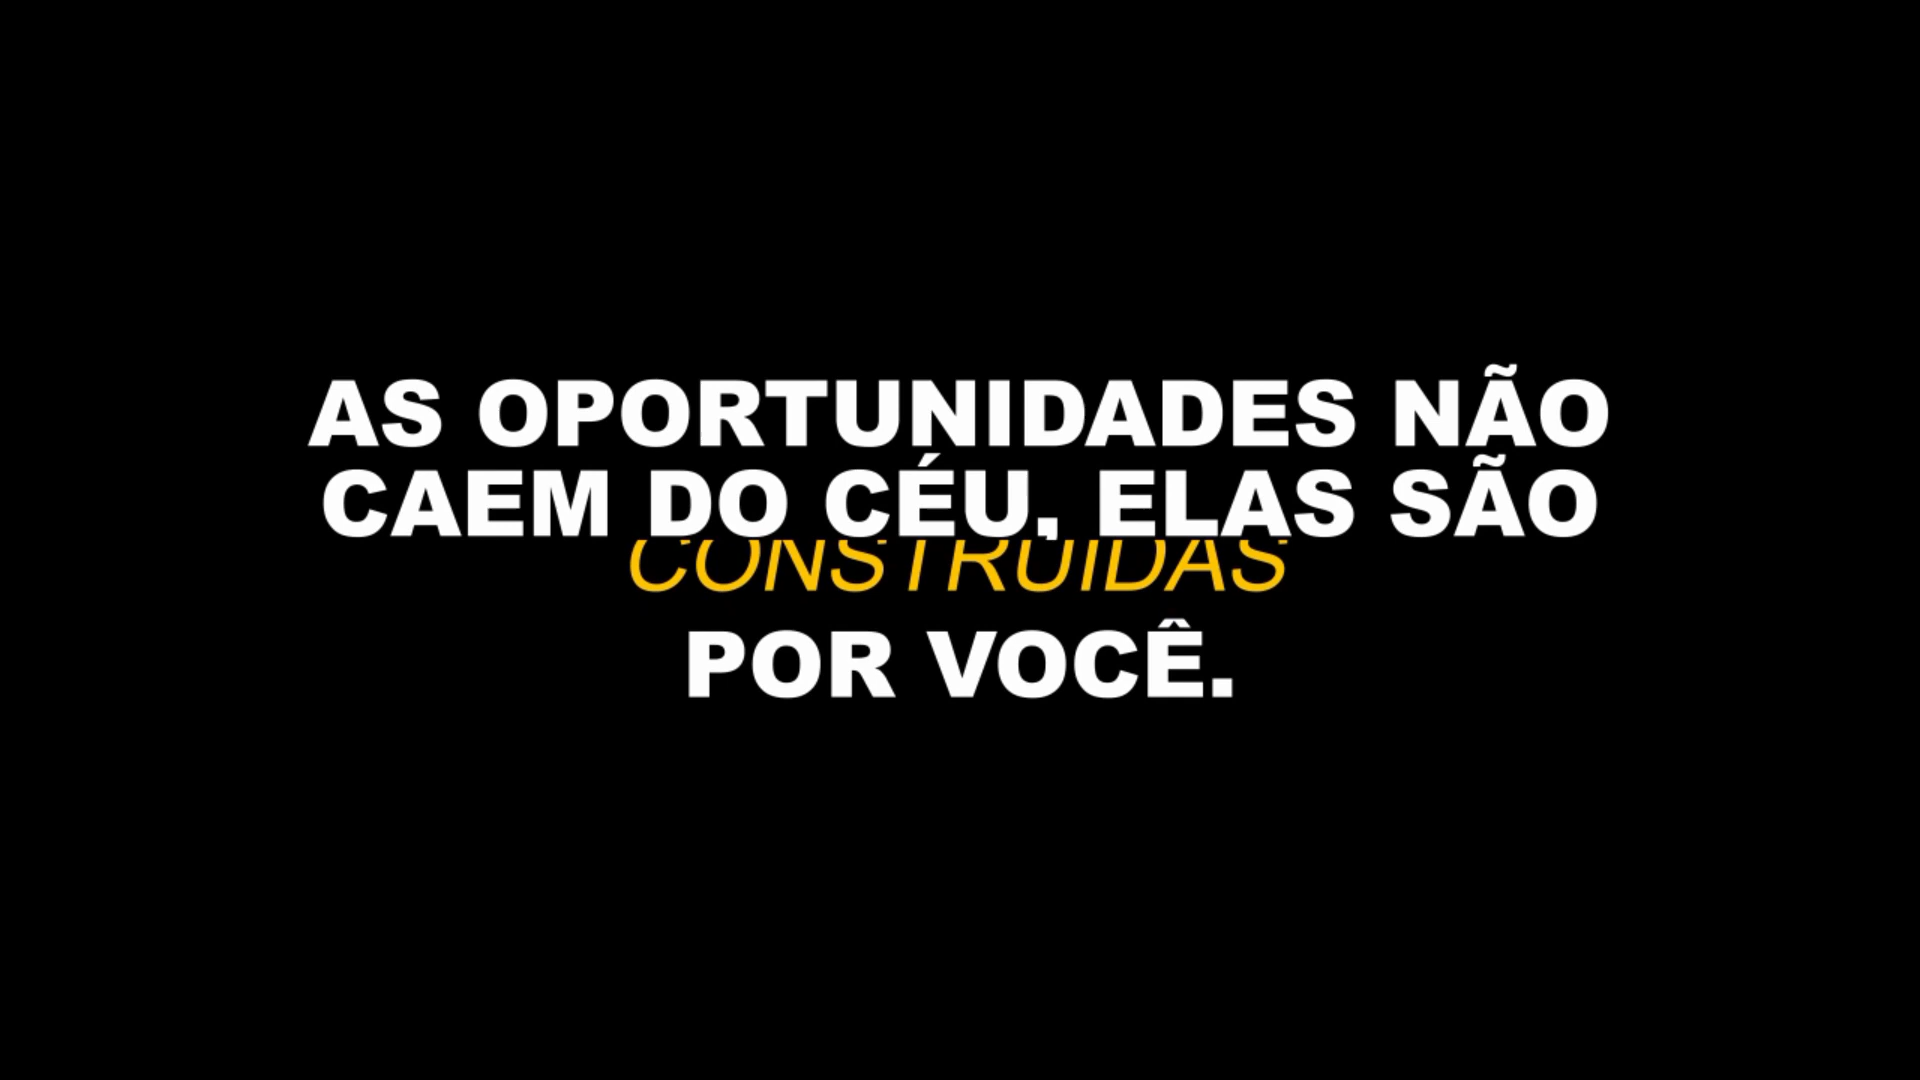 AS OPORTUNIDADES NÃO
CAEM DO CÉU, ELAS SÃO
CONSTRUÍDAS
POR VOCÊ.